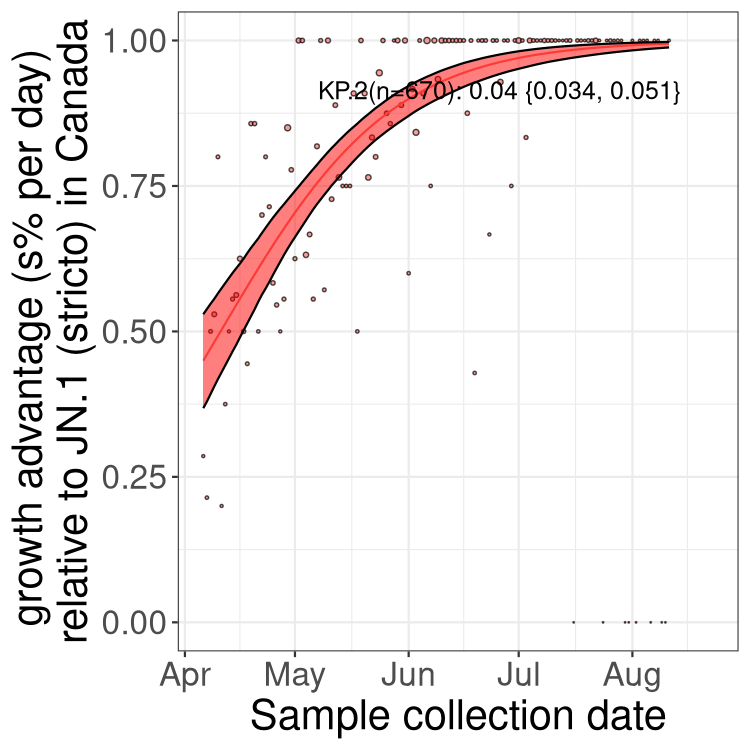 growth advantage (s% per day)
relative to JN.1 (stricto) in Canada
1.00
0.75
0.50
0.25
0.00
KP.2(n=670): 0.04 {0.034, 0.051}
Apr May Jun Jul Aug
Sample collection date